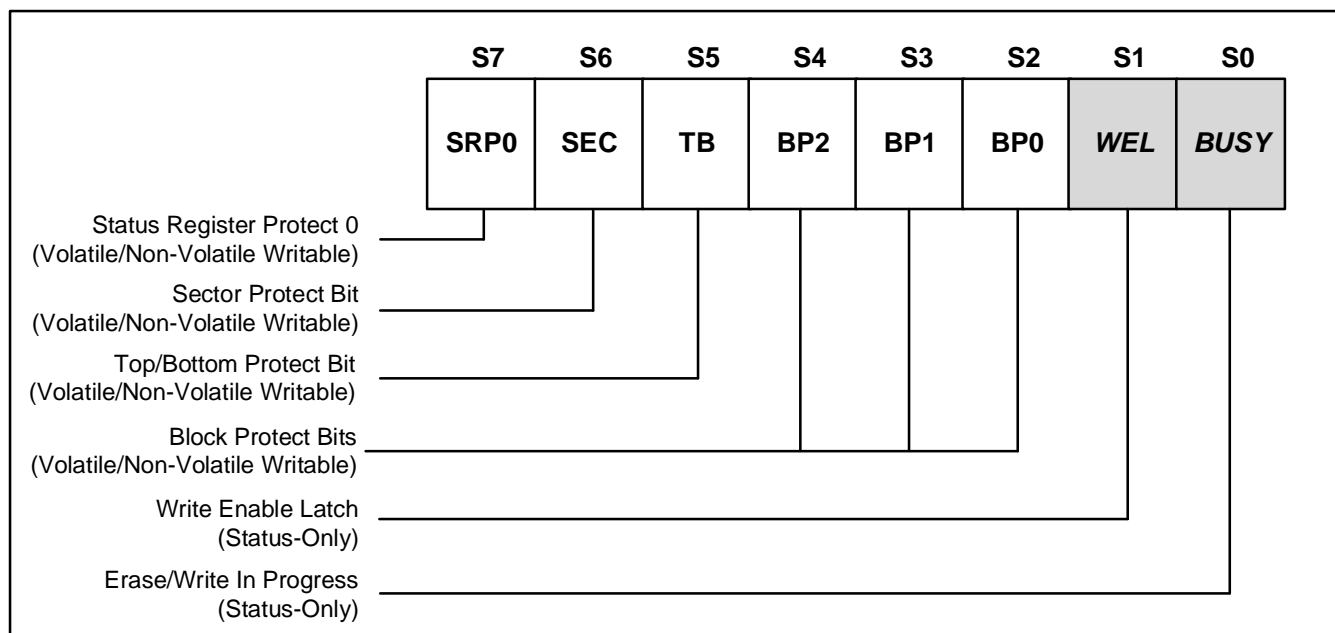 S7 S6 S5 S4 S3 S2 S1 S0
SRP0 SEC TB BP2 BP1 BP0 WEL BUSY
Status Register Protect 0
(Volatile/Non-Volatile Writable)
Sector Protect Bit
(Volatile/Non-Volatile Writable)
Top/Bottom Protect Bit
(Volatile/Non-Volatile Writable)
Block Protect Bits
(Volatile/Non-Volatile Writable)
Write Enable Latch
(Status-Only)
Erase/Write In Progress
(Status-Only)